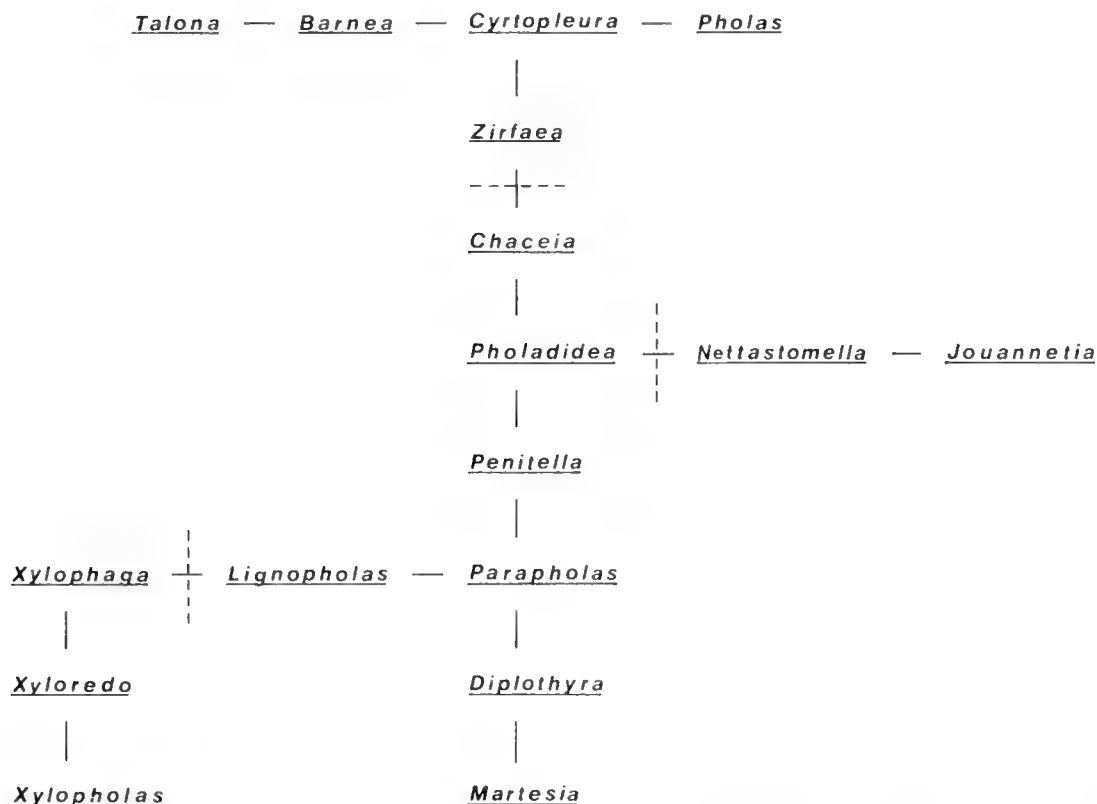 Talona Barnea Cyrtopleura Pholas
Zirfaea
Chaceia
Pholadidea Nettastomella Jouannetia
Penitella
Xylophaga Lignopholas Parapholas
Xyloredo Diplothyra
Xylopholas Martesia